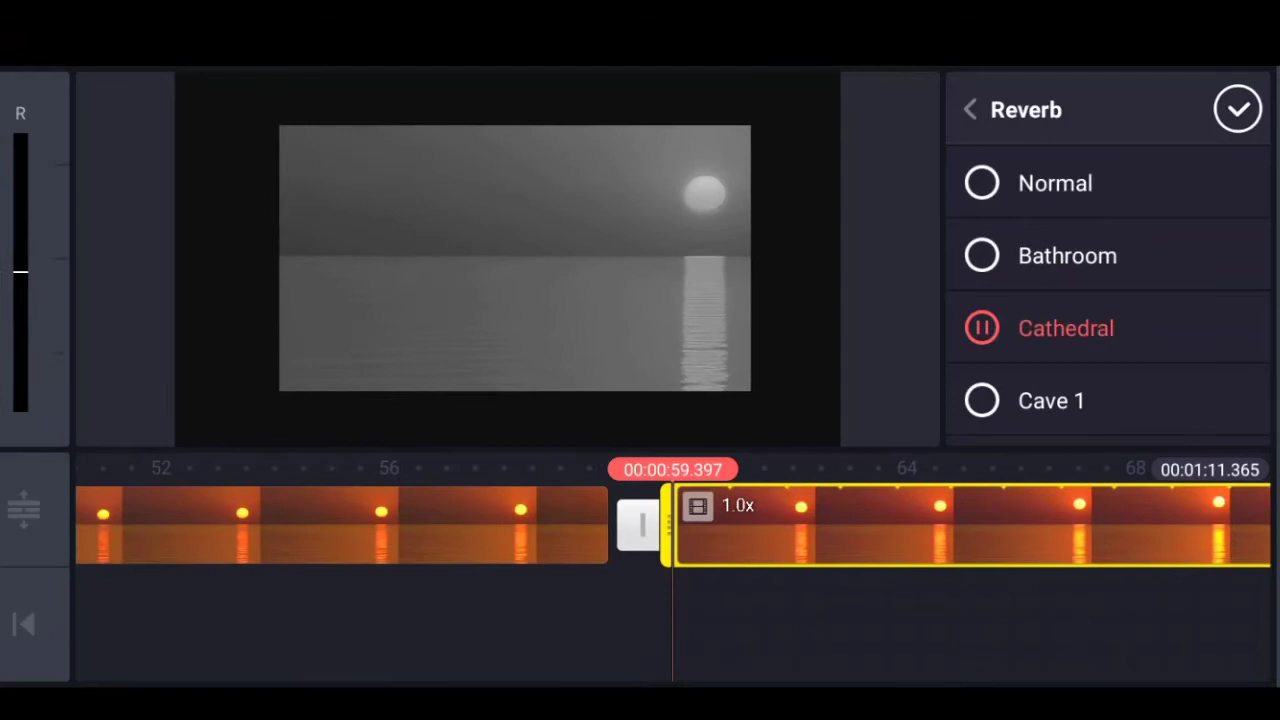 R
Reverb
Normal
Bathroom
Cathedral
Cave 1
52
56
00:00:59.397
64
68
00:01:11.365
1.0x